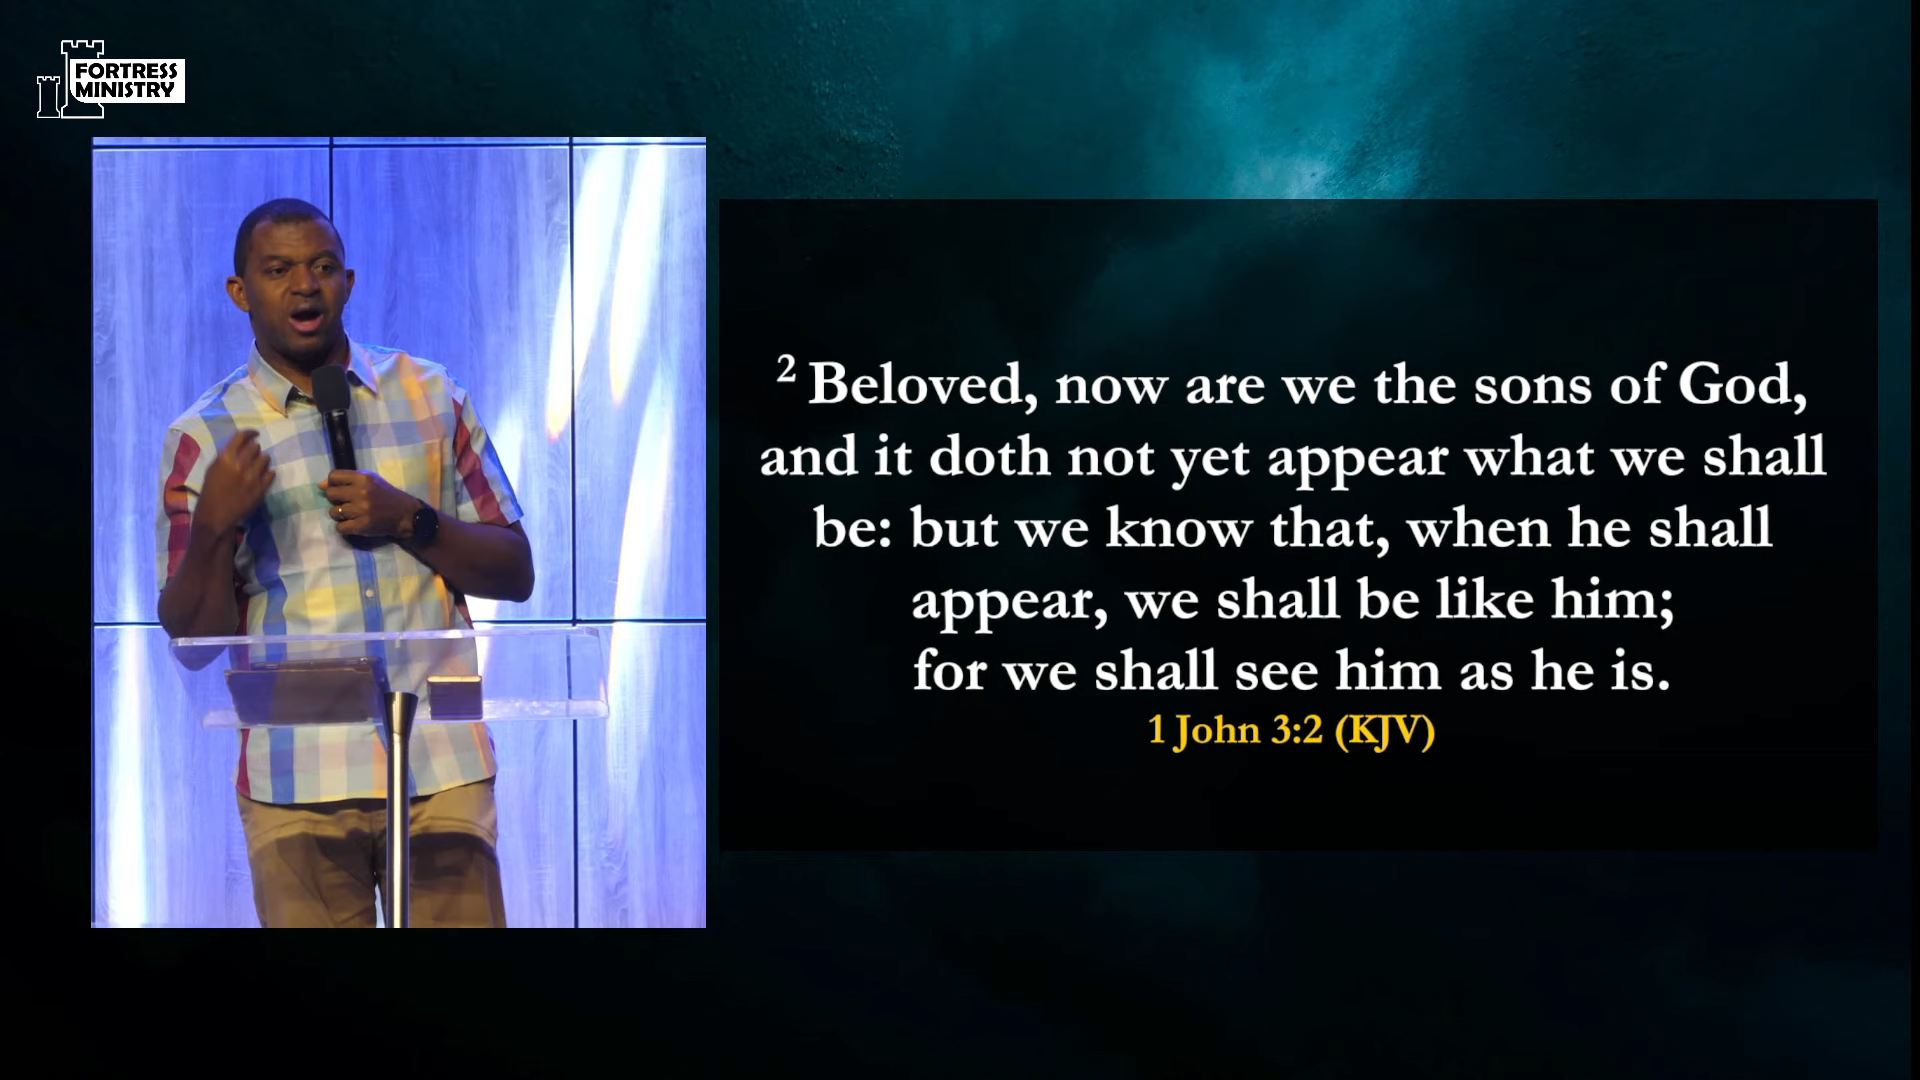 FORTRESS
MINISTRY
2 Beloved, now are we the sons of God,
and it doth not yet appear what we shall
be: but we know that, when he shall
appear, we shall be like him;
for we shall see him as he is.
1 John 3:2 (KJV)